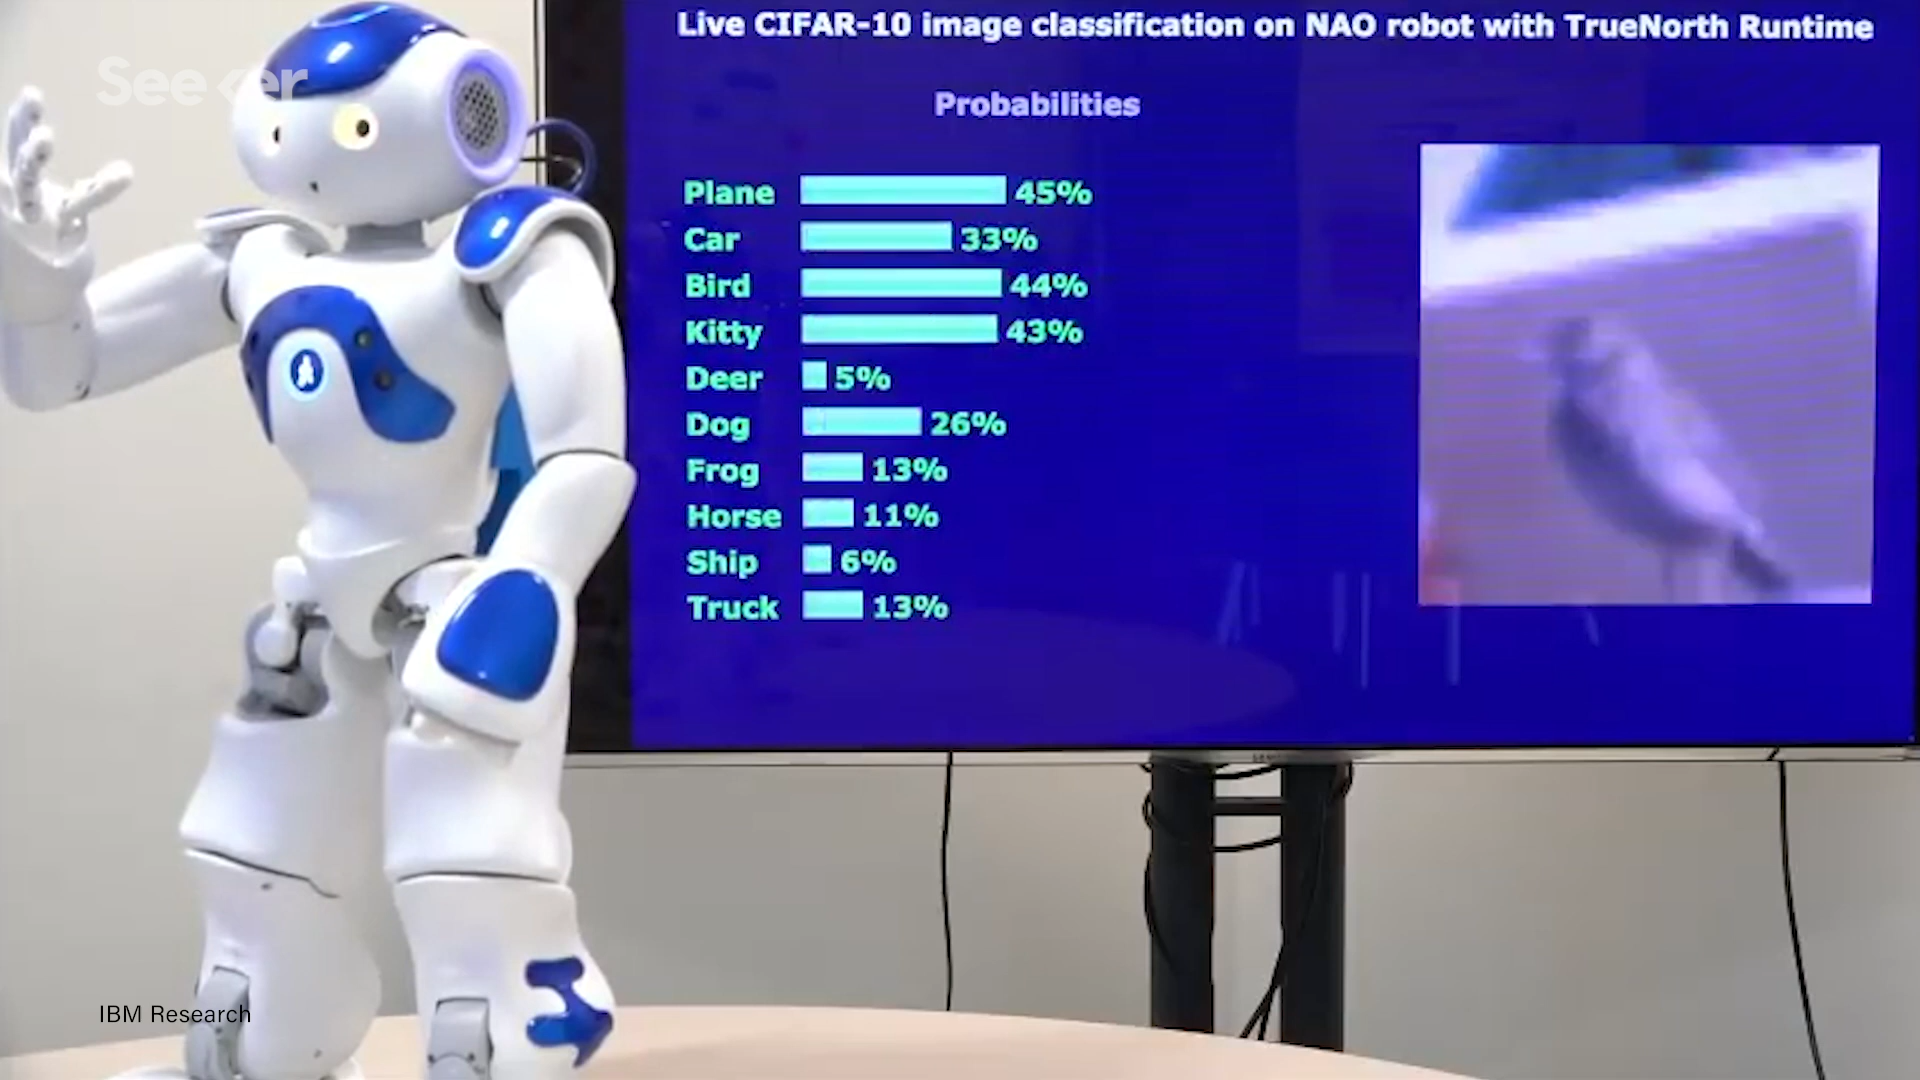 Live CIFAR-10 image classification on NAO robot with TrueNorth Runtime
Seeker
Probabilities
Plane 45%
Car 33%
Bird 44%
Kitty 43%
Deer 5%
Dog 26%
Frog 13%
Horse 11%
Ship 6%
Truck 13%
IBM Research